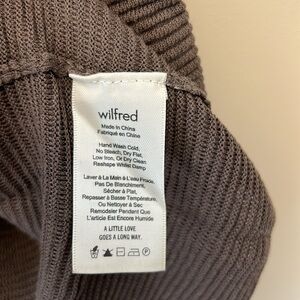 wilfred
Made in China
Fabriqué en Chine
Hand Wash Cold,
No Bleach, Dry Flat,
Low Iron, Or Dry Clean
Reshape Whilst Damp
Laver à La Main à L'eau Froide,
Pas De Blanchiment,
Sécher à Plat,
Repasser à Basse Température,
Ou Nettoyer à Sec
Remodeler Pendant Que
L'article Est Encore Humide
A LITTLE LOVE
GOES A LONG WAY.